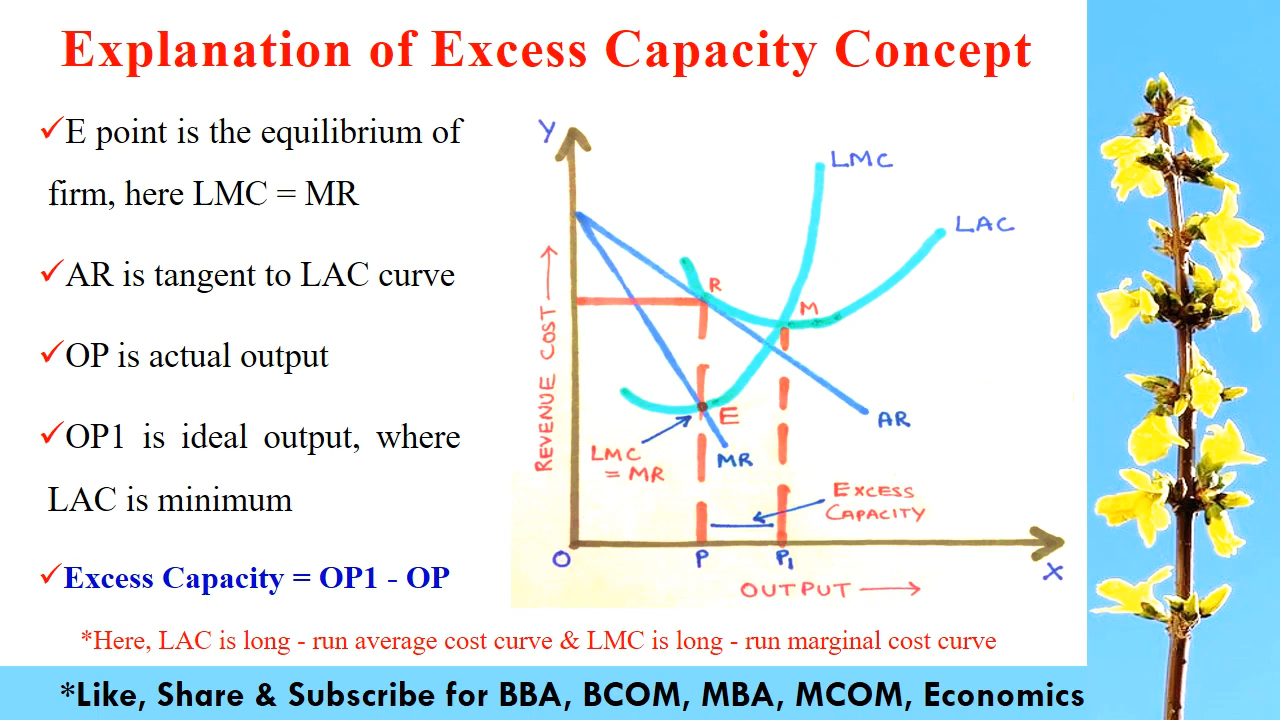 Explanation of Excess Capacity Concept
✓E point is the equilibrium of
firm, here LMC = MR
✓AR is tangent to LAC curve
✓OP is actual output
✓OP1 is ideal output, where
LAC is minimum
✓Excess Capacity = OP1 - OP
Y
LMC
LAC
REVENUE COST
R
M
E
AR
LMC
= MR
MR
EXCESS
CAPACITY
O
P
P1
X
OUTPUT
*Here, LAC is long - run average cost curve & LMC is long - run marginal cost curve
*Like, Share & Subscribe for BBA, BCOM, MBA, MCOM, Economics